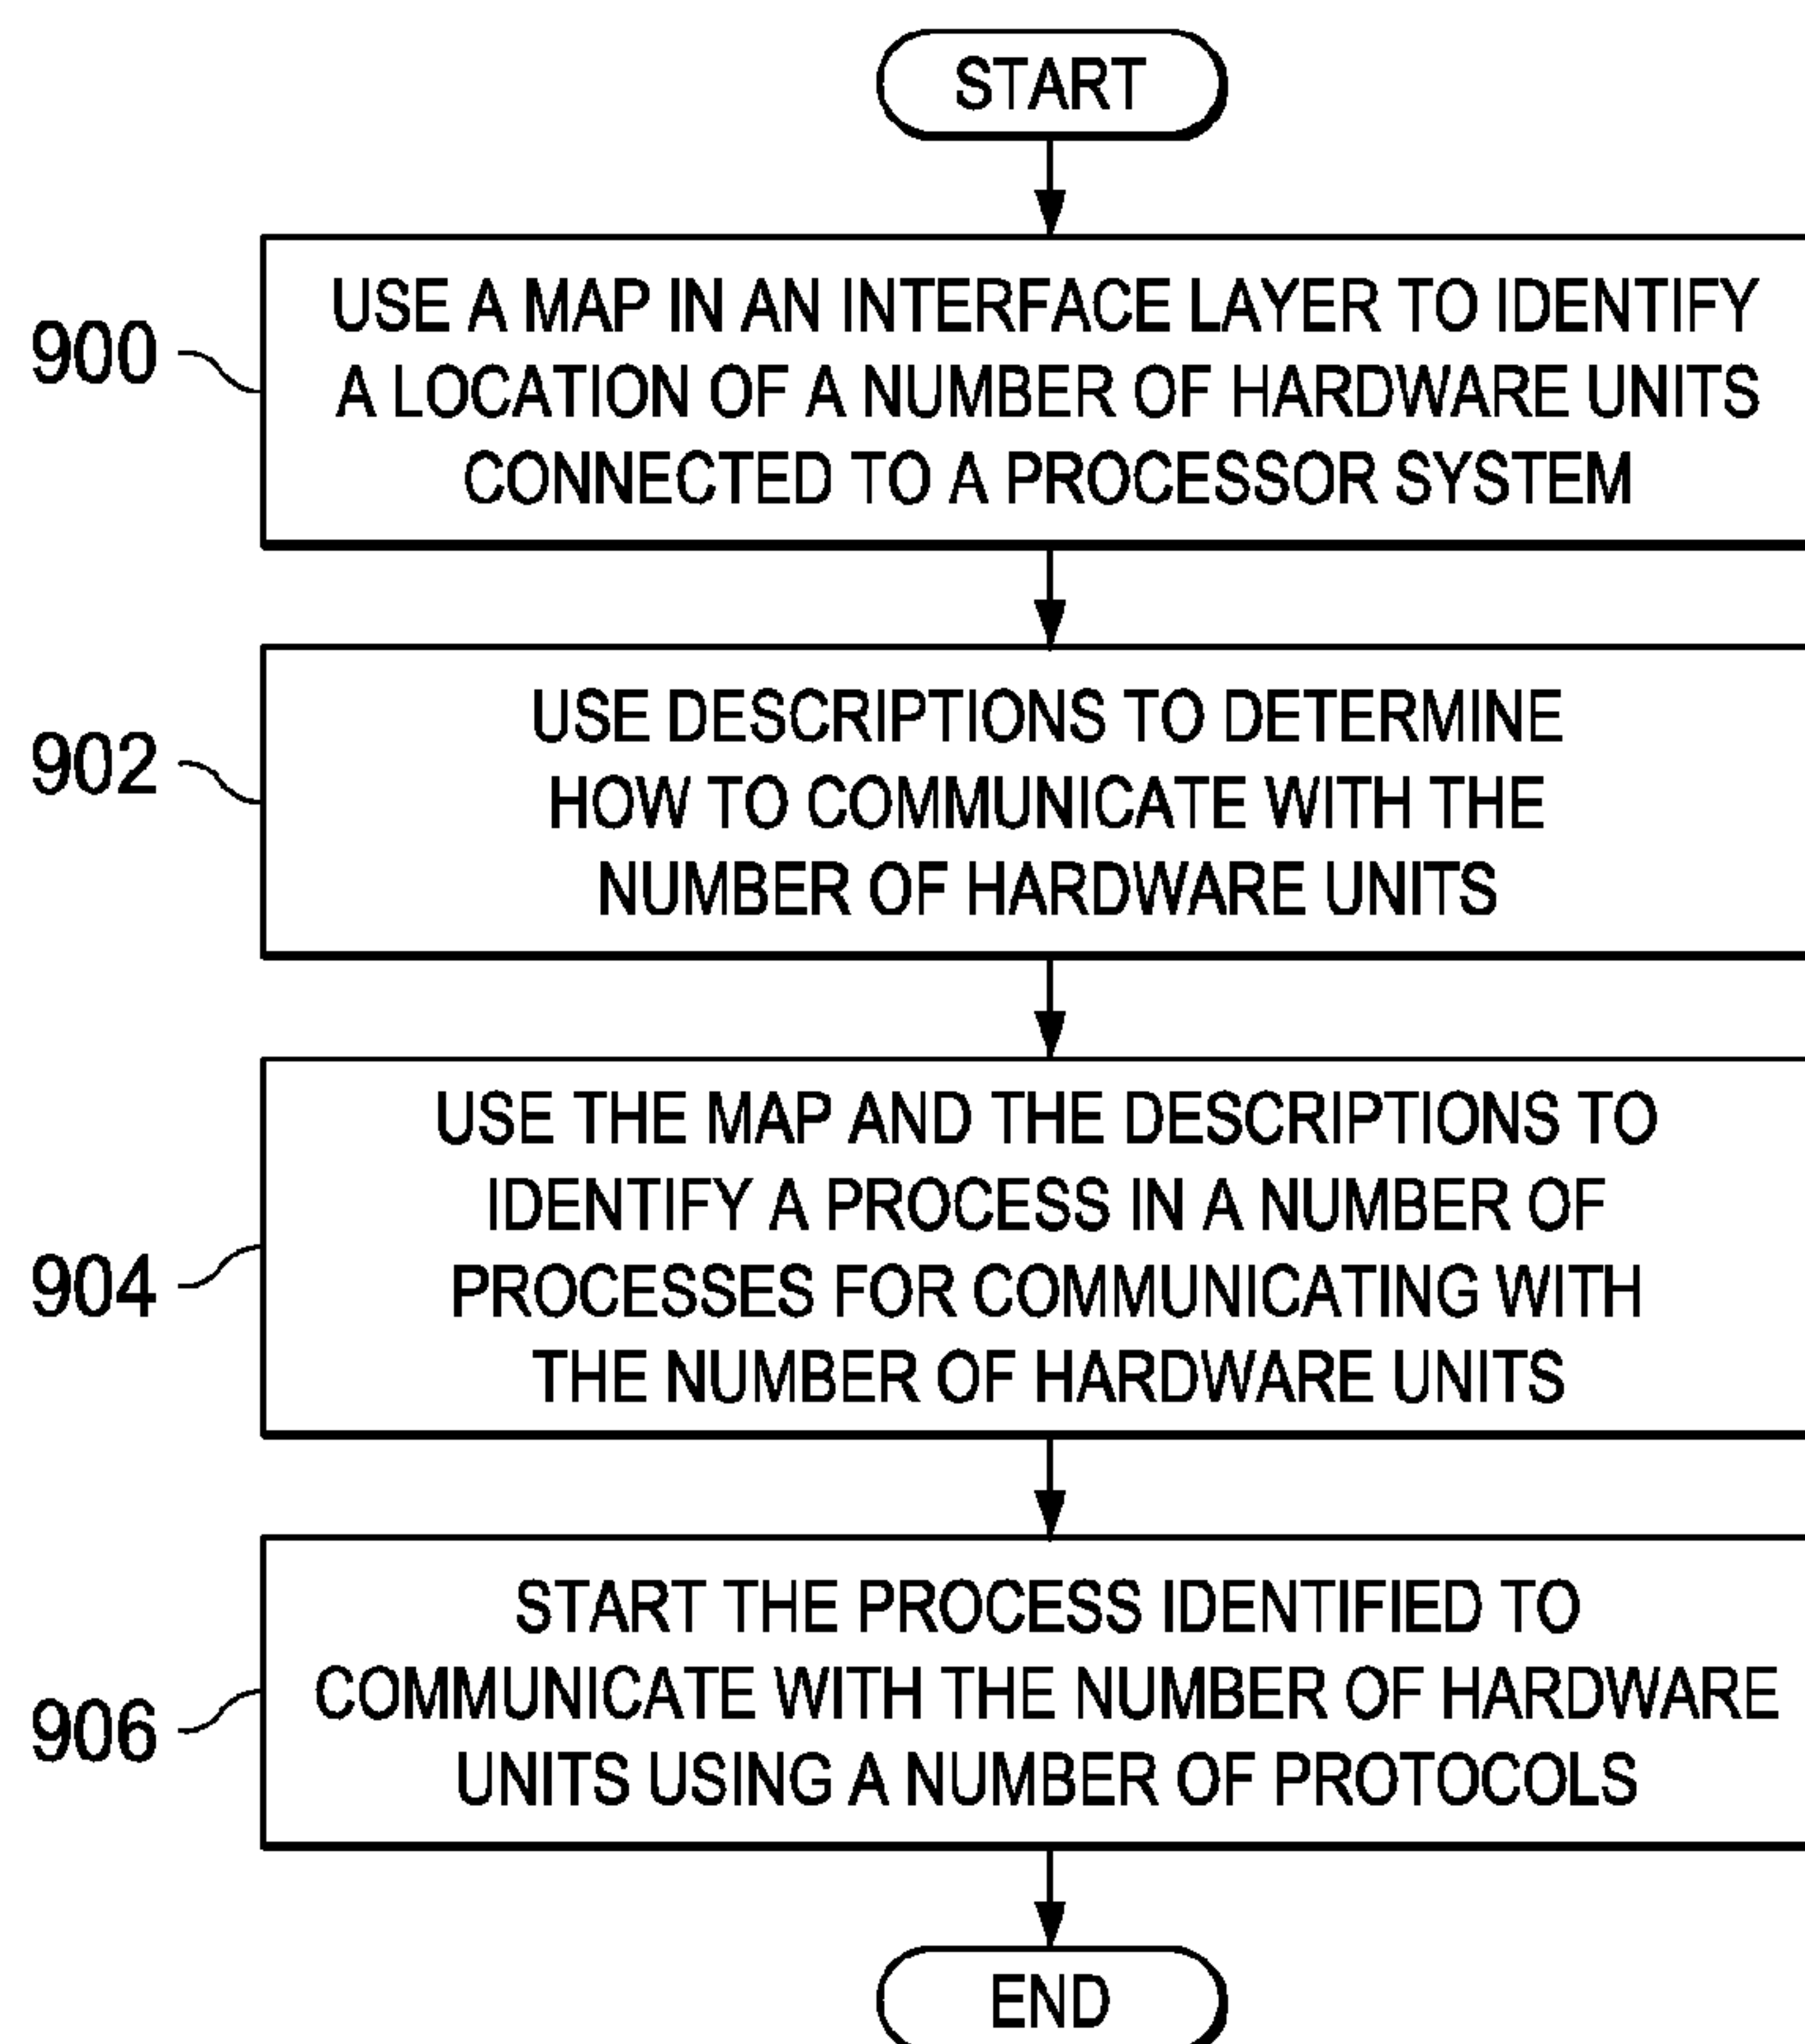 START
900
USE A MAP IN AN INTERFACE LAYER TO IDENTIFY
A LOCATION OF A NUMBER OF HARDWARE UNITS
CONNECTED TO A PROCESSOR SYSTEM
902
USE DESCRIPTIONS TO DETERMINE
HOW TO COMMUNICATE WITH THE
NUMBER OF HARDWARE UNITS
904
USE THE MAP AND THE DESCRIPTIONS TO
IDENTIFY A PROCESS IN A NUMBER OF
PROCESSES FOR COMMUNICATING WITH
THE NUMBER OF HARDWARE UNITS
906
START THE PROCESS IDENTIFIED TO
COMMUNICATE WITH THE NUMBER OF HARDWARE
UNITS USING A NUMBER OF PROTOCOLS
END